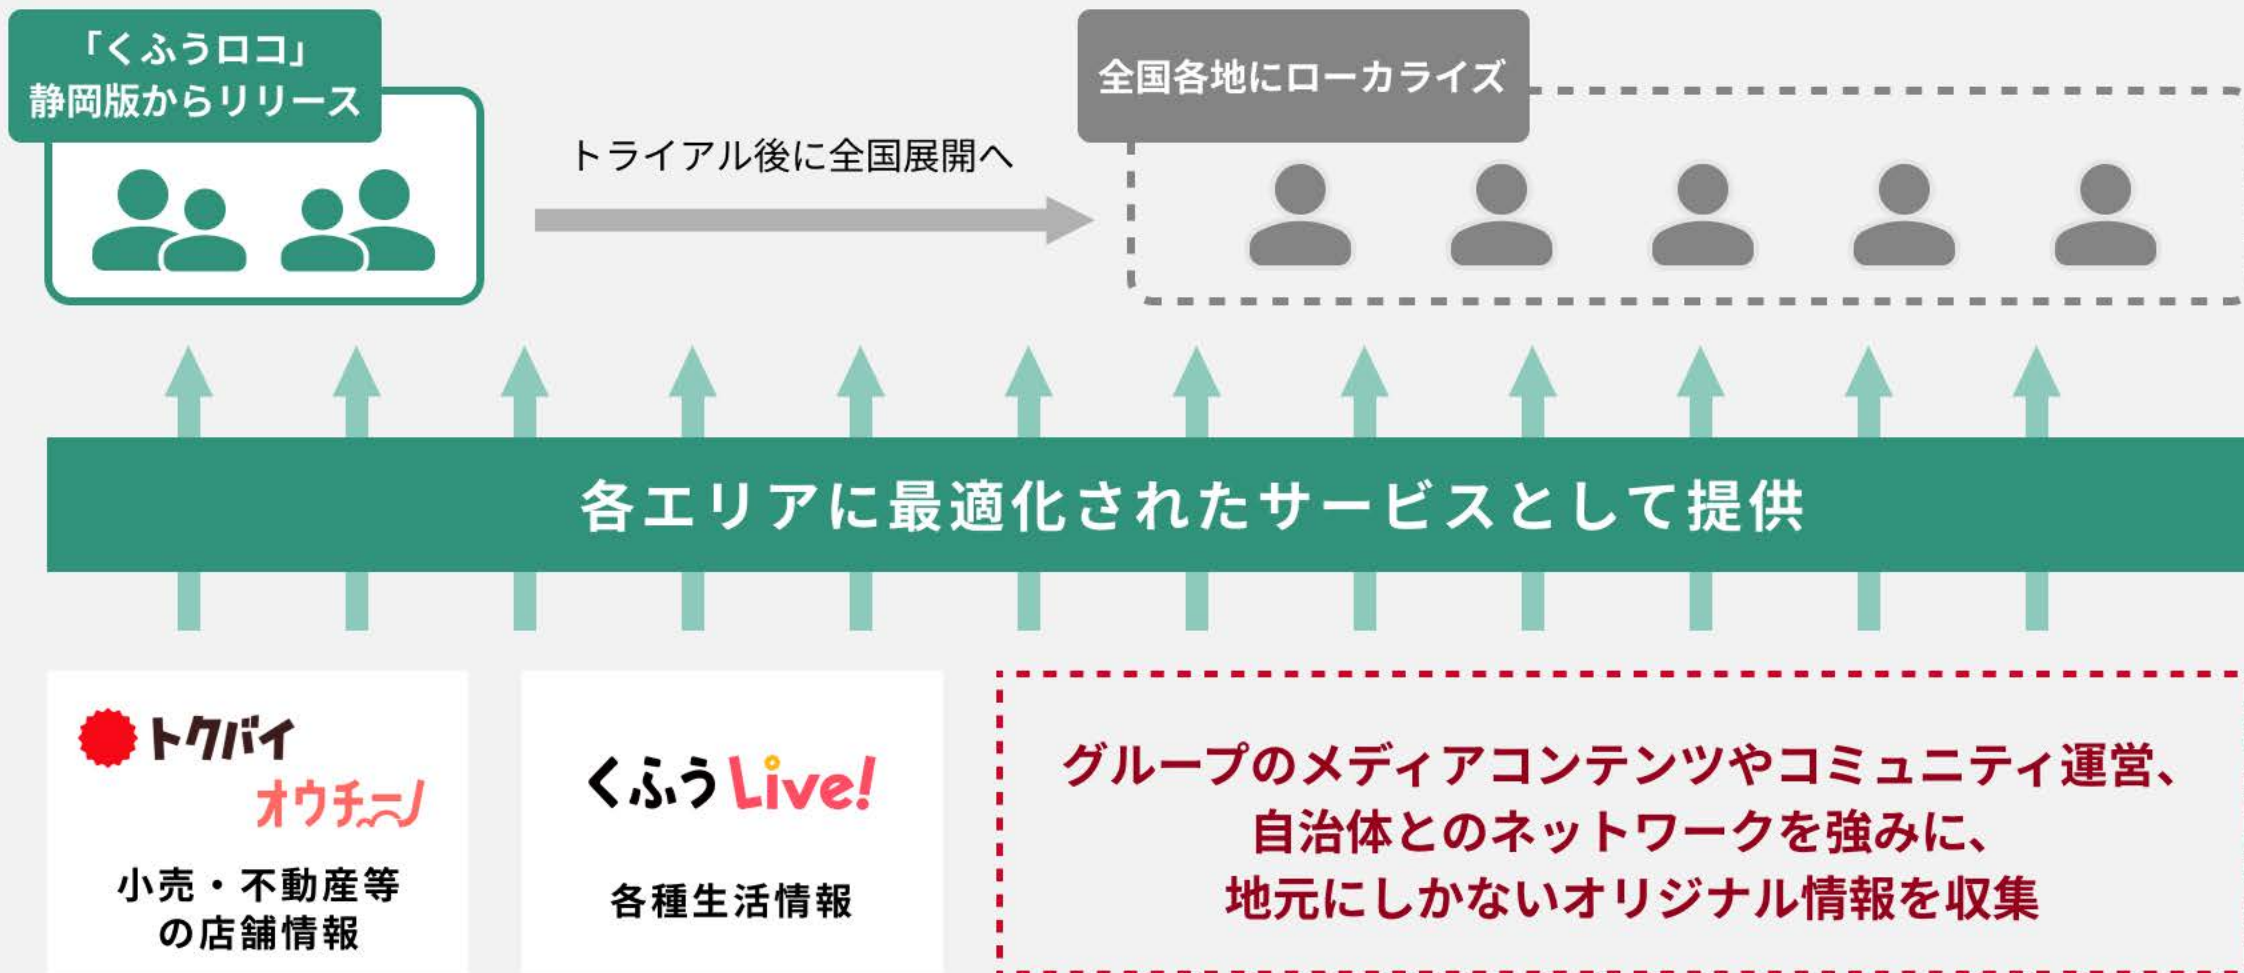 「くふうロコ」
静岡版からリリース
トライアル後に全国展開へ
全国各地にローカライズ
各エリアに最適化されたサービスとして提供
トクバイ
オウチーノ
小売・不動産等
の店舗情報
くふうLive!
各種生活情報
グループのメディアコンテンツやコミュニティ運営、
自治体とのネットワークを強みに、
地元にしかないオリジナル情報を収集